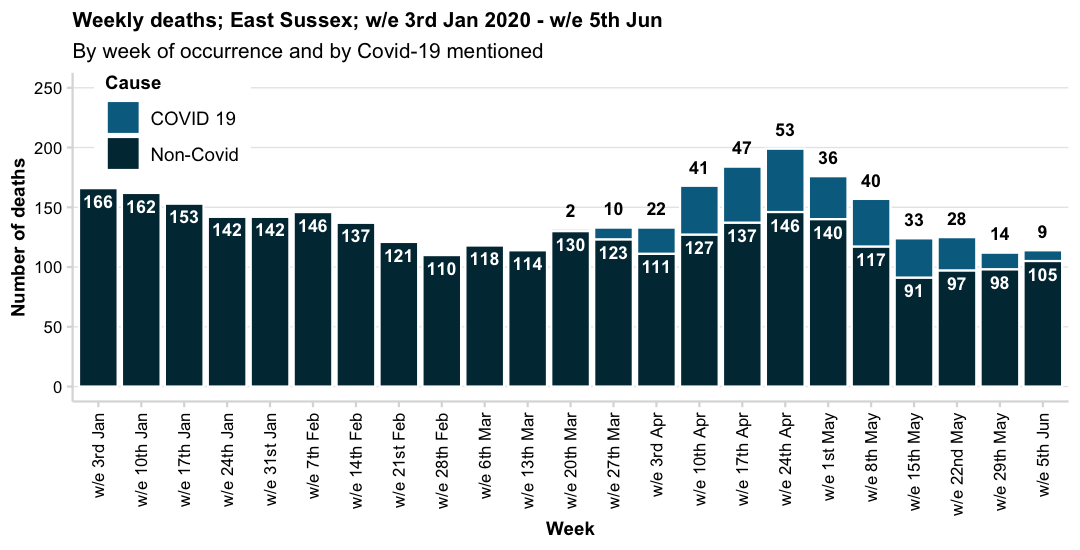 Weekly deaths; East Sussex; w/e 3rd Jan 2020 - w/e 5th Jun
By week of occurrence and by Covid-19 mentioned
Cause
COVID 19
Non-Covid
Number of deaths
250
200
150
100
50
0
2 10 22 41 47 53 36 40 33 28 14 9
166 162 153 142 142 146 137 121 110 118 114 130 123 111 127 137 146 140 117 91 97 98 105
w/e 3rd Jan
w/e 10th Jan
w/e 17th Jan
w/e 24th Jan
w/e 31st Jan
w/e 7th Feb
w/e 14th Feb
w/e 21st Feb
w/e 28th Feb
w/e 6th Mar
w/e 13th Mar
w/e 20th Mar
w/e 27th Mar
w/e 3rd Apr
w/e 10th Apr
w/e 17th Apr
w/e 24th Apr
w/e 1st May
w/e 8th May
w/e 15th May
w/e 22nd May
w/e 29th May
w/e 5th Jun
Week